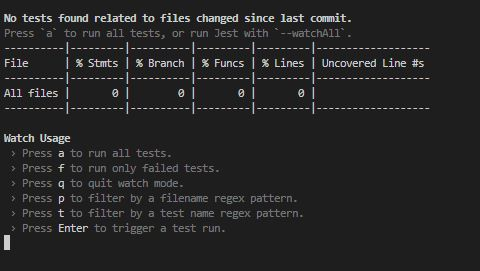 No tests found related to files changed since last commit.
Press `a` to run all tests, or run Jest with `--watchAll`.
----------|---------|----------|---------|---------|-------------------
File      | % Stmts | % Branch | % Funcs | % Lines | Uncovered Line #s
----------|---------|----------|---------|---------|-------------------
All files |       0 |        0 |       0 |       0 |
----------|---------|----------|---------|---------|-------------------
Watch Usage
 › Press a to run all tests.
 › Press f to run only failed tests.
 › Press q to quit watch mode.
 › Press p to filter by a filename regex pattern.
 › Press t to filter by a test name regex pattern.
 › Press Enter to trigger a test run.